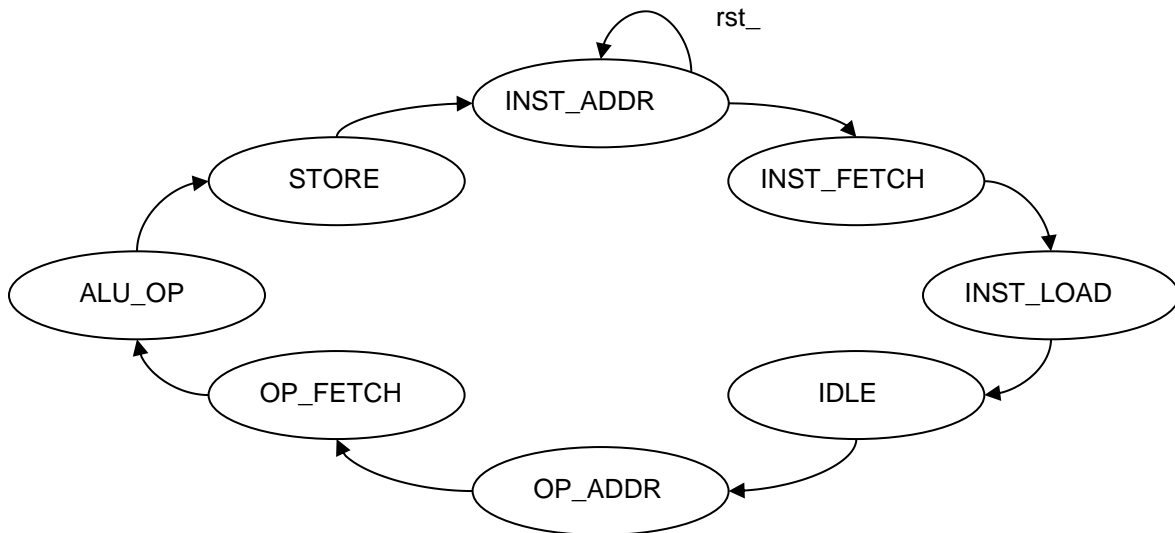 rst_
INST_ADDR
STORE
INST_FETCH
ALU_OP
INST_LOAD
OP_FETCH
IDLE
OP_ADDR